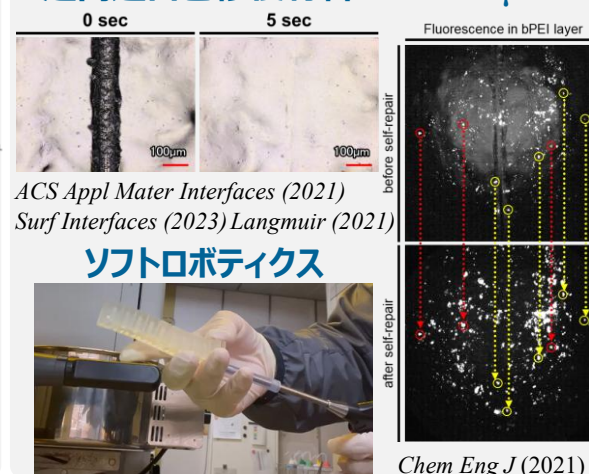 0 sec
5 sec
100μm
100μm
ACS Appl Mater Interfaces (2021)
Surf Interfaces (2023) Langmuir (2021)
ソフトロボティクス
Fluorescence in bPEI layer
before self-repair
after self-repair
Chem Eng J (2021)